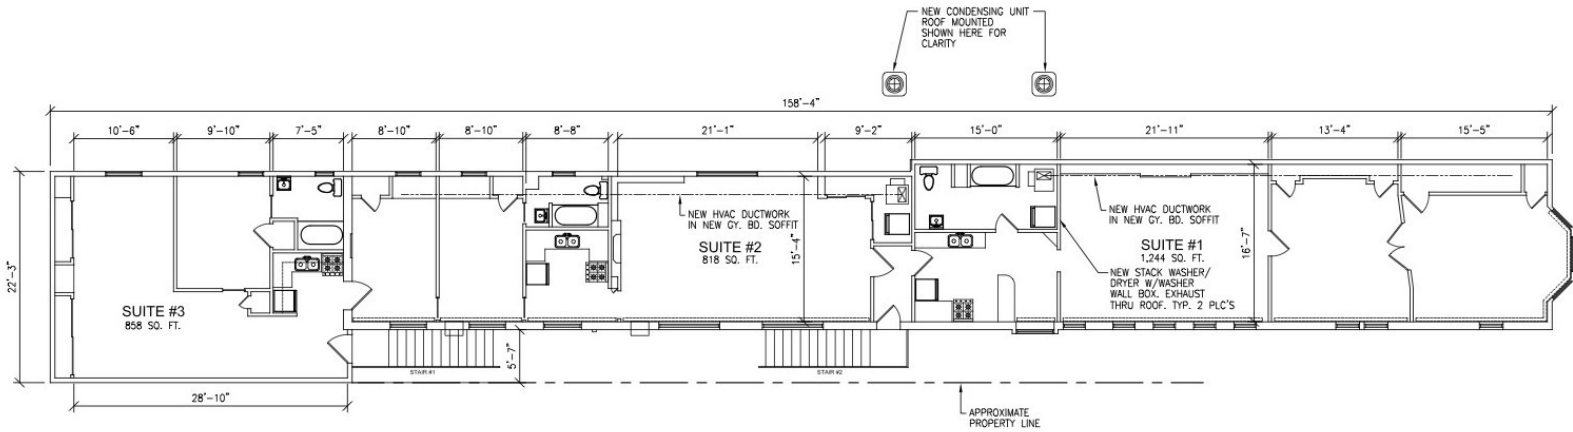 NEW CONDENSING UNIT
ROOF MOUNTED
SHOWN HERE FOR
CLARITY
158'-4"
10'-6"
9'-10"
7'-5"
8'-10"
8'-10"
8'-8"
21'-1"
9'-2"
15'-0"
21'-11"
13'-4"
15'-5"
22'-3"
NEW HVAC DUCTWORK
IN NEW GY. BD. SOFFIT
SUITE #2
818 SQ. FT.
15'-4"
NEW HVAC DUCTWORK
IN NEW GY. BD. SOFFIT
SUITE #1
1,244 SQ. FT.
16'-7"
NEW STACK WASHER/
DRYER W/WASHER
WALL BOX. EXHAUST
THRU ROOF. TYP. 2 PLC'S
SUITE #3
858 SQ. FT.
5'-7"
STAIR #1
STAIR #2
28'-10"
APPROXIMATE
PROPERTY LINE